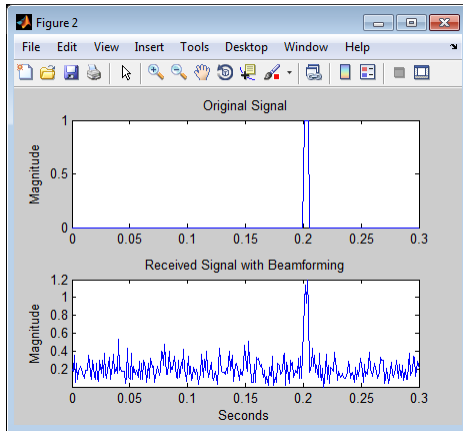 Figure 2
File Edit View Insert Tools Desktop Window Help
Original Signal
Magnitude
1
0.5
0
0 0.05 0.1 0.15 0.2 0.25 0.3
Received Signal with Beamforming
Magnitude
1.2
1
0.8
0.6
0.4
0.2
0 0.05 0.1 0.15 0.2 0.25 0.3
Seconds